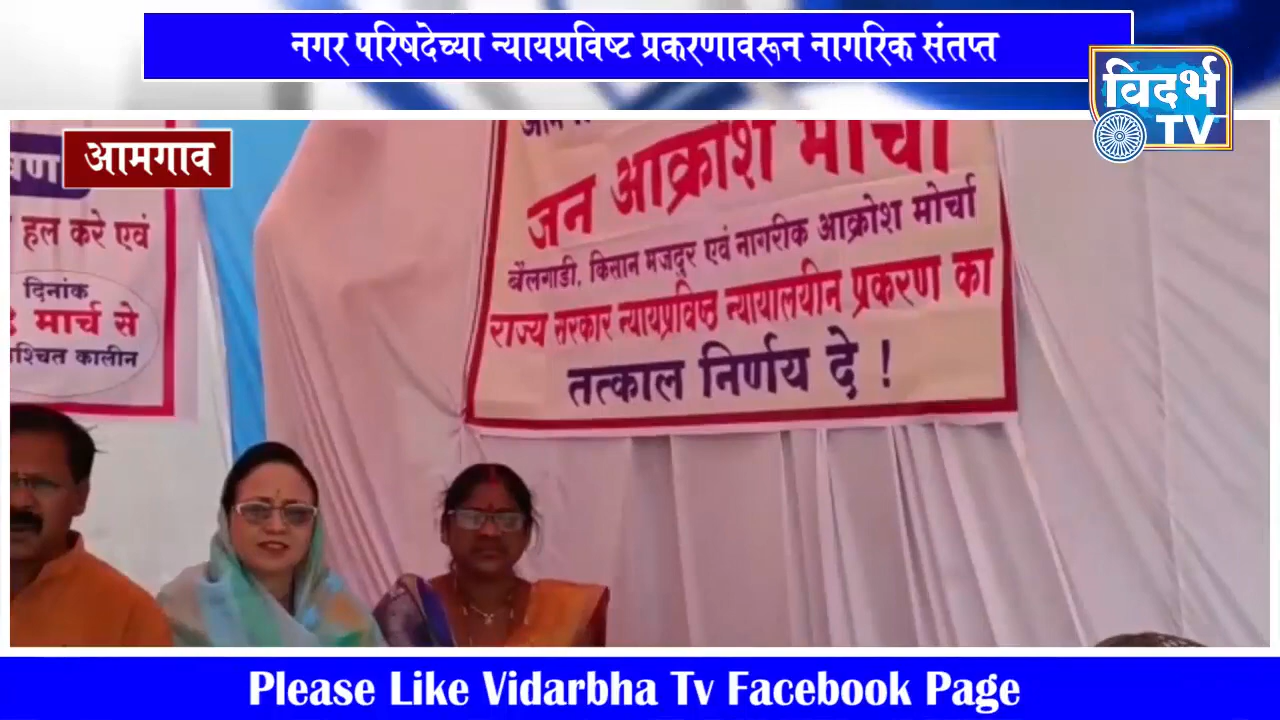 नगर परिषदेच्या न्यायप्रविष्ट प्रकरणावरून नागरिक संतप्त
विदर्भ
TV
आमगाव
हल करे एवं
दिनांक
मार्च से
जन आक्रोश मोर्चा
बैलगाडी, किसान मजदुर एवं नागरीक आक्रोश मोर्चा
राज्य सरकार न्यायप्रविष्ठ न्यायालयीन प्रकरण का
तत्काल निर्णय दे !
कालीन
Please Like Vidarbha Tv Facebook Page